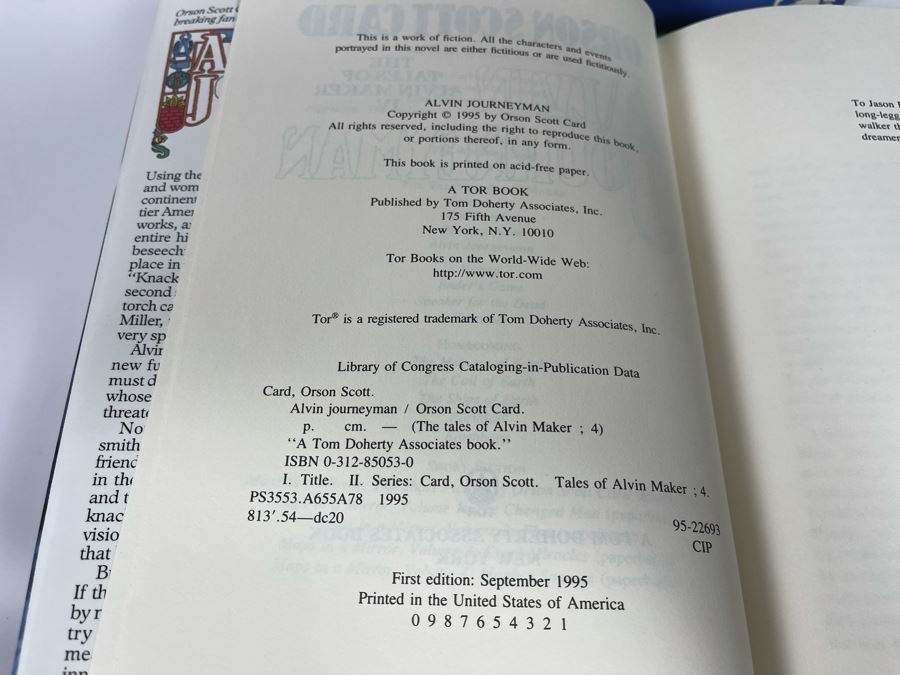 Orson Scott
breaking fan
This is a work of fiction. All the characters and events
portrayed in this novel are either fictitious or are used fictitiously.
ALVIN JOURNEYMAN
Copyright © 1995 by Orson Scott Card
All rights reserved, including the right to reproduce this book,
or portions thereof, in any form.
This book is printed on acid-free paper.
A TOR BOOK
Published by Tom Doherty Associates, Inc.
175 Fifth Avenue
New York, N.Y. 10010
Tor Books on the World-Wide Web:
http://www.tor.com
Tor® is a registered trademark of Tom Doherty Associates, Inc.
Library of Congress Cataloging-in-Publication Data
Card, Orson Scott.
Alvin journeyman / Orson Scott Card.
p. cm. — (The tales of Alvin Maker ; 4)
"A Tom Doherty Associates book."
ISBN 0-312-85053-0
I. Title. II. Series: Card, Orson Scott. Tales of Alvin Maker ; 4.
PS3553.A655A78 1995
813'.54—dc20
95-22693
CIP
First edition: September 1995
Printed in the United States of America
0 9 8 7 6 5 4 3 2 1
Using the
and wom
continent
tier Amer
works, a
entire hi
beseech
place in
"Knack
second
torch ca
Miller,
very sp
Alvin
new fu
must d
whose
threate
No
smith
friend
in the
and t
knac
visio
that
B
If th
by r
try
me
To Jason
long-legg
walker th
dreamer